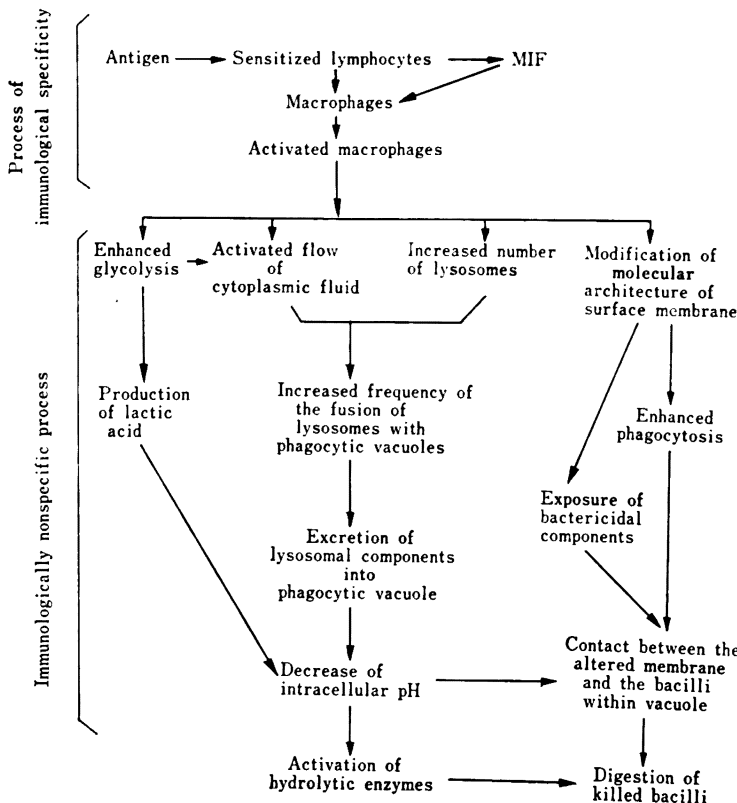 Process of
immunological specificity
Antigen
Sensitized lymphocytes
MIF
Macrophages
Activated macrophages
Immunologically nonspecific process
Enhanced
glycolysis
Activated flow
of
cytoplasmic fluid
Increased number
of lysosomes
Modification of
molecular
architecture of
surface membrane
Production
of lactic
acid
Increased frequency of
the fusion of
lysosomes with
phagocytic vacuoles
Enhanced
phagocytosis
Exposure of
bactericidal
components
Excretion of
lysosomal components
into
phagocytic vacuole
Decrease of
intracellular pH
Contact between the
altered membrane
and the bacilli
within vacuole
Activation of
hydrolytic enzymes
Digestion of
killed bacilli